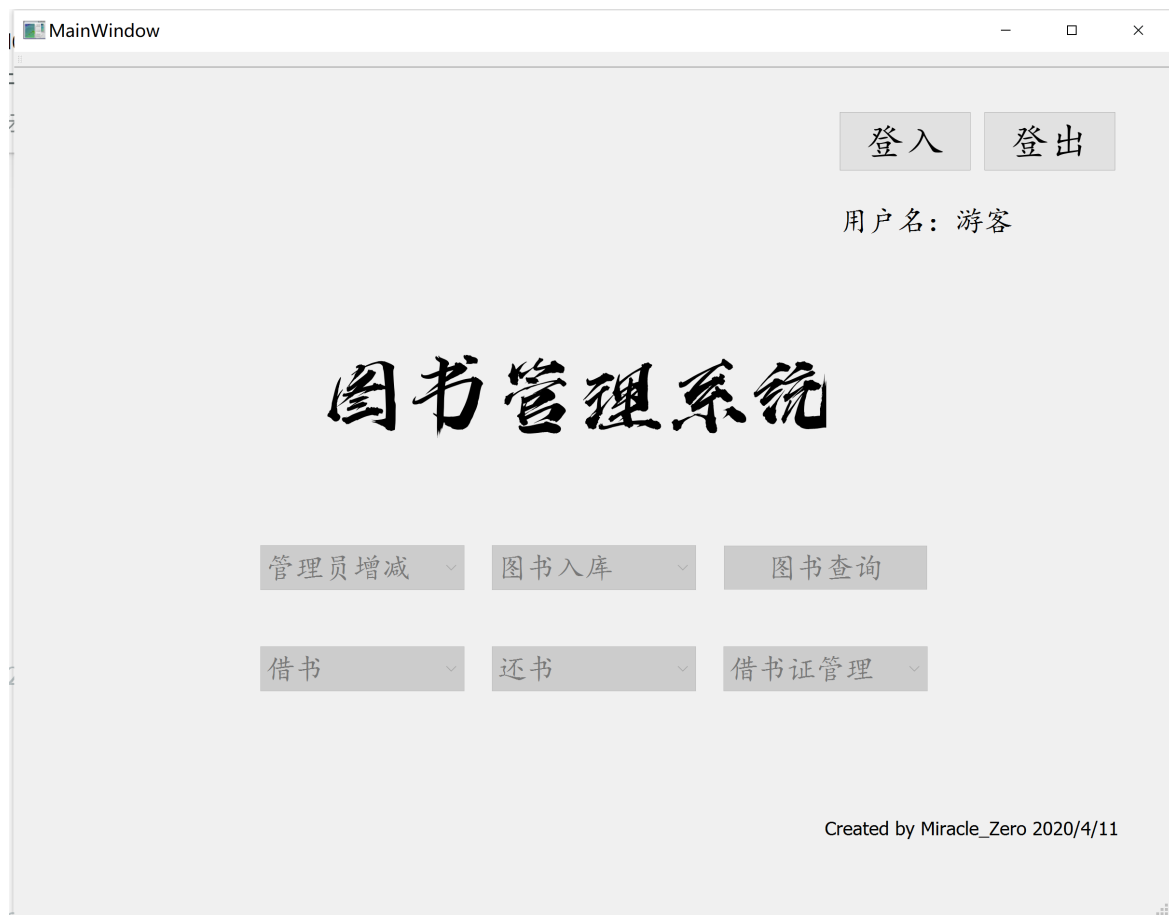 MainWindow
登入 登出
用户名：游客
图书管理系统
管理员增减 图书入库 图书查询
借书 还书 借书证管理
Created by Miracle_Zero 2020/4/11